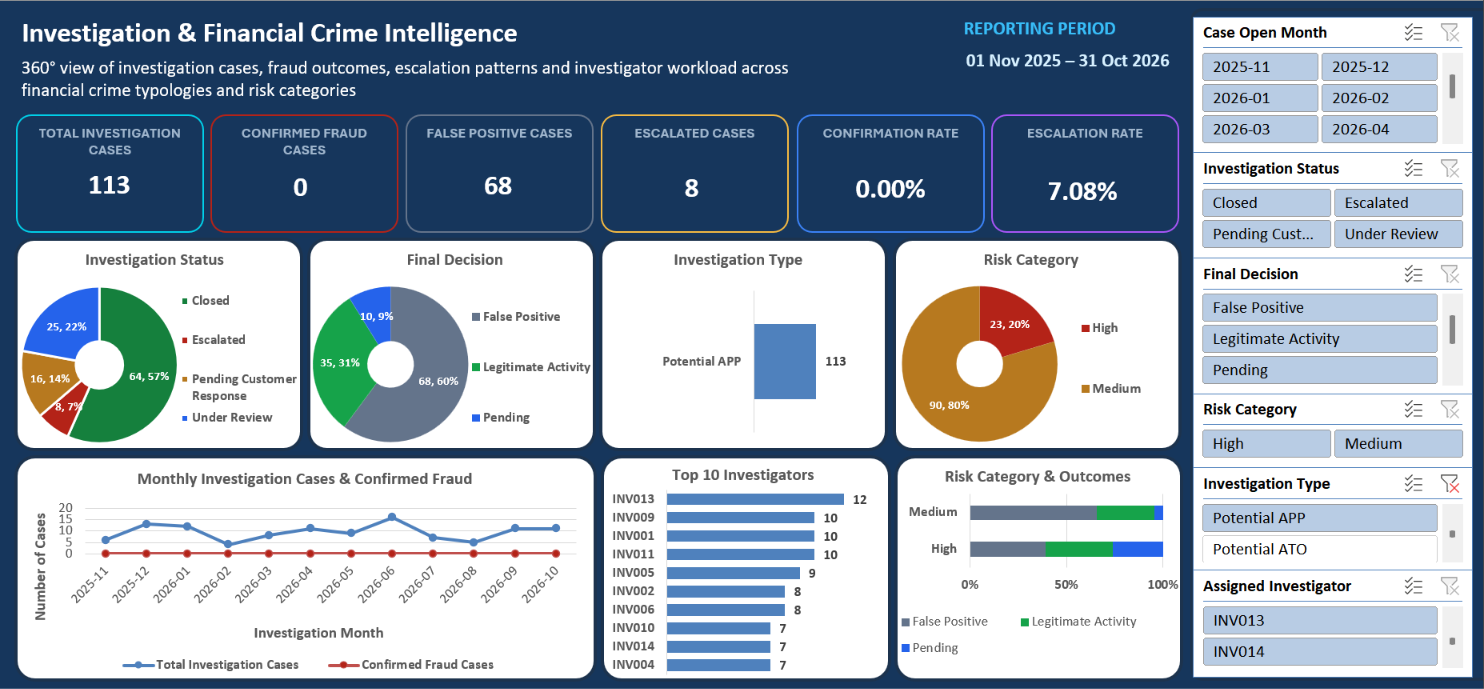 Investigation & Financial Crime Intelligence
360° view of investigation cases, fraud outcomes, escalation patterns and investigator workload across
financial crime typologies and risk categories
REPORTING PERIOD
01 Nov 2025 – 31 Oct 2026
TOTAL INVESTIGATION
CASES
113
CONFIRMED FRAUD
CASES
0
FALSE POSITIVE CASES
68
ESCALATED CASES
8
CONFIRMATION RATE
0.00%
ESCALATION RATE
7.08%
Investigation Status
25, 22%
16, 14%
8, 7%
64, 57%
Closed
Escalated
Pending Customer
Response
Under Review
Final Decision
10, 9%
35, 31%
68, 60%
False Positive
Legitimate Activity
Pending
Investigation Type
Potential APP
113
Risk Category
23, 20%
90, 80%
High
Medium
Monthly Investigation Cases & Confirmed Fraud
Number of Cases
20
15
10
5
0
2025-11
2025-12
2026-01
2026-02
2026-03
2026-04
2026-05
2026-06
2026-07
2026-08
2026-09
2026-10
Investigation Month
Total Investigation Cases
Confirmed Fraud Cases
Top 10 Investigators
INV013 12
INV009 10
INV001 10
INV011 10
INV005 9
INV002 8
INV006 8
INV010 7
INV014 7
INV004 7
Risk Category & Outcomes
Medium
High
0% 50% 100%
False Positive
Legitimate Activity
Pending
Case Open Month
2025-11 2025-12
2026-01 2026-02
2026-03 2026-04
Investigation Status
Closed Escalated
Pending Cust... Under Review
Final Decision
False Positive
Legitimate Activity
Pending
Risk Category
High Medium
Investigation Type
Potential APP
Potential ATO
Assigned Investigator
INV013
INV014